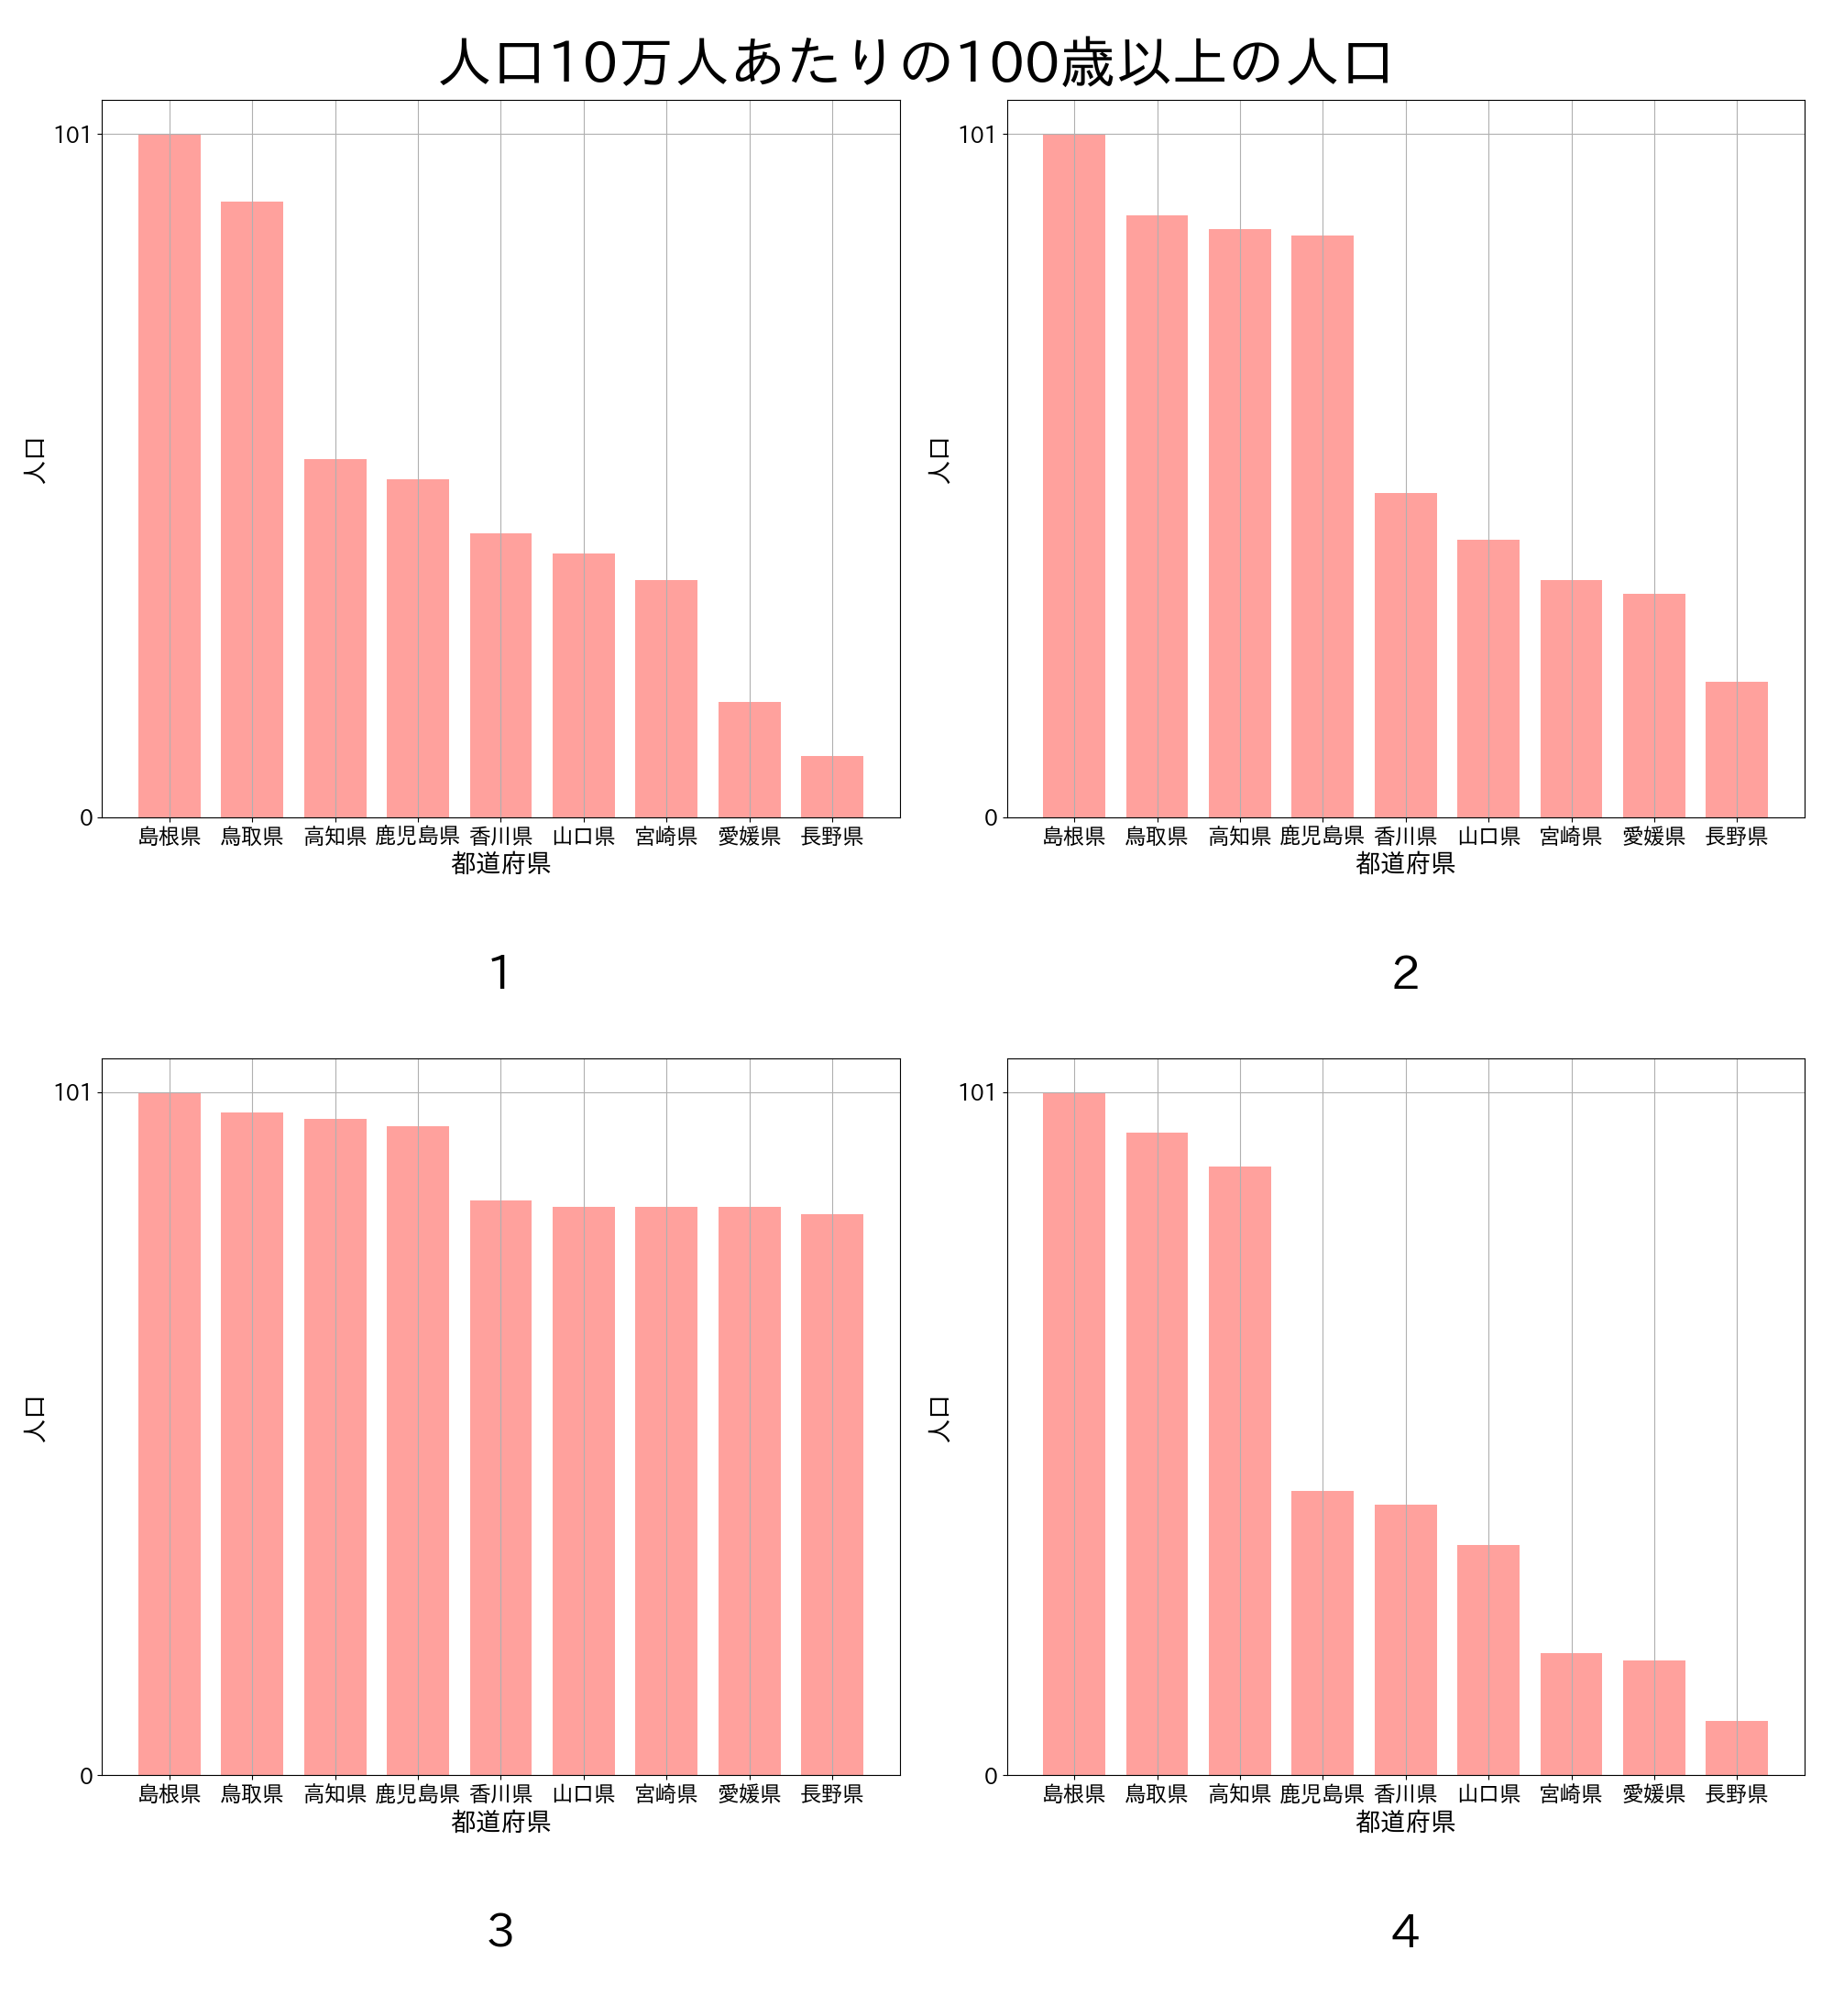 人口10万人あたりの100歳以上の人口
101
0
人口
島根県 鳥取県 高知県 鹿児島県 香川県 山口県 宮崎県 愛媛県 長野県
都道府県
1
101
0
人口
島根県 鳥取県 高知県 鹿児島県 香川県 山口県 宮崎県 愛媛県 長野県
都道府県
2
101
0
人口
島根県 鳥取県 高知県 鹿児島県 香川県 山口県 宮崎県 愛媛県 長野県
都道府県
3
101
0
人口
島根県 鳥取県 高知県 鹿児島県 香川県 山口県 宮崎県 愛媛県 長野県
都道府県
4